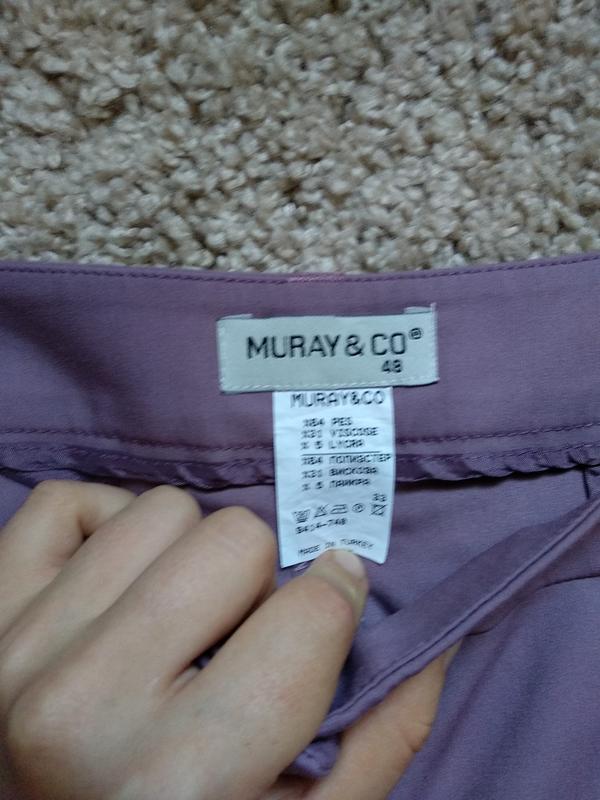 MURAY & CO®
48
MURAY&CO
%64 PES
%31 VISCOSE
% 5 LYCRA
%64 ПОЛИЭСТЕР
%31 ВИСКОЗА
% 5 ЛАЙКРА
MADE IN TURKEY